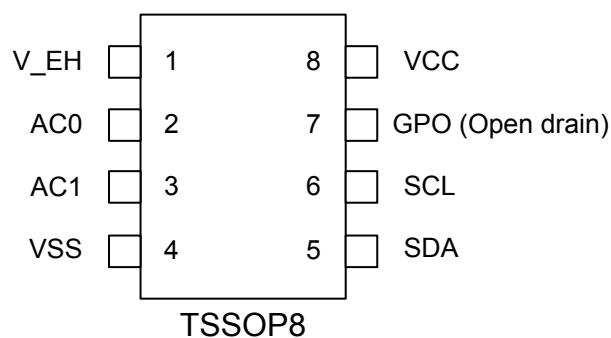 V_EH 1 8 VCC
AC0 2 7 GPO (Open drain)
AC1 3 6 SCL
VSS 4 5 SDA
TSSOP8